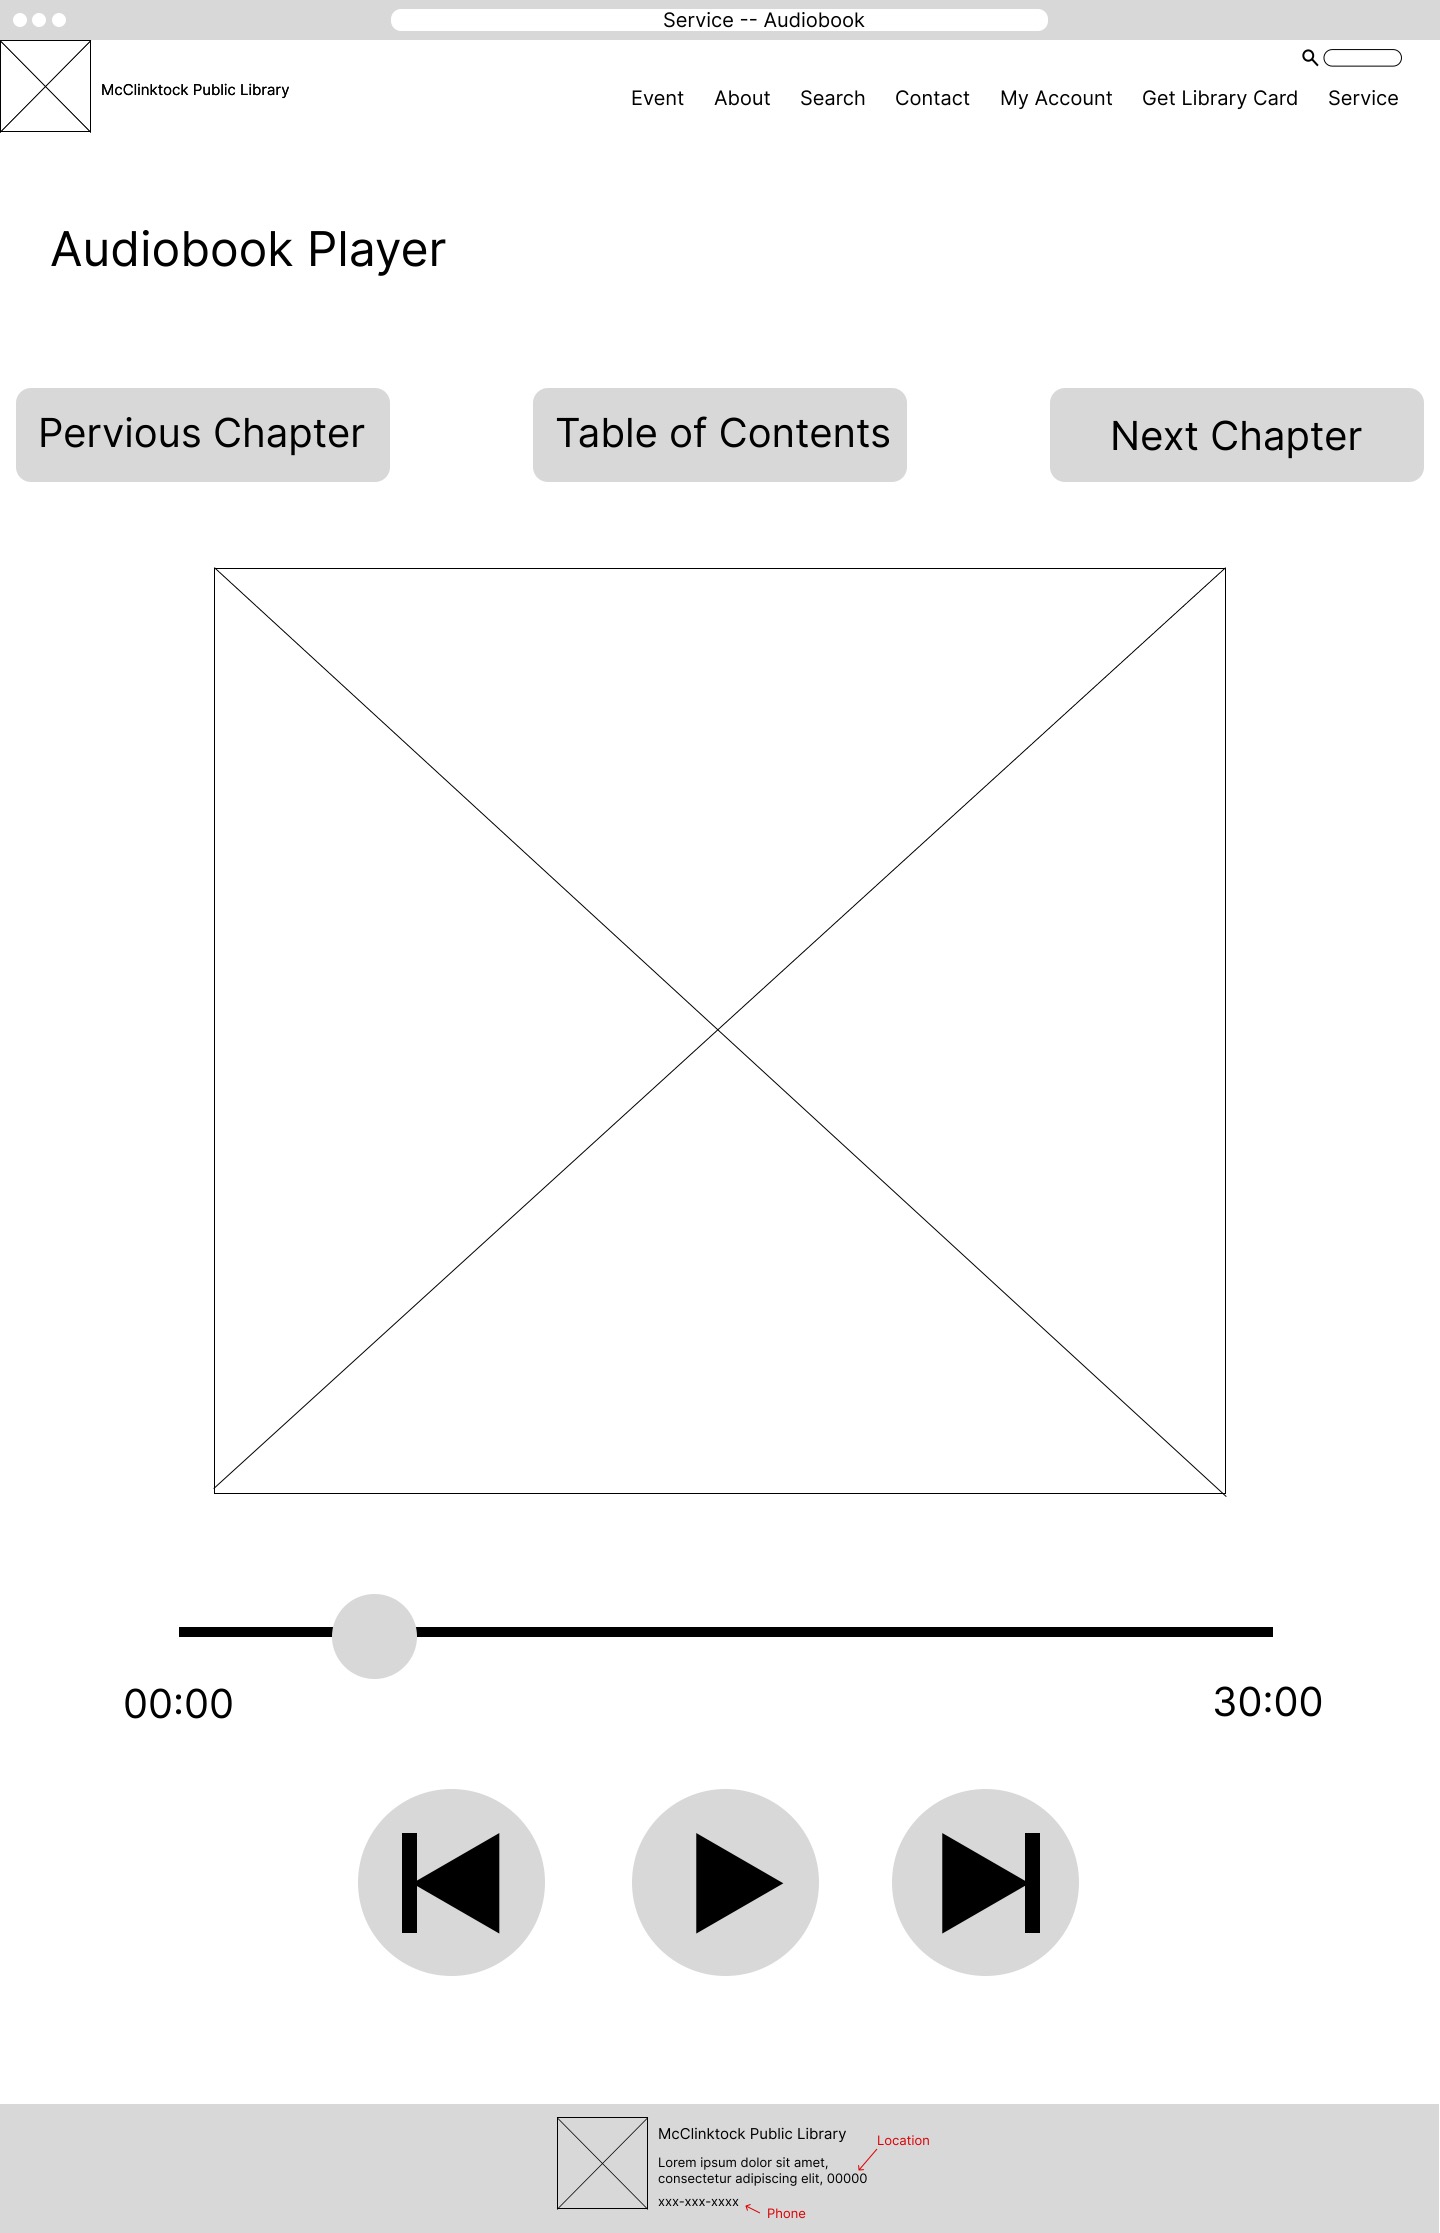 Service -- Audiobook
McClinktock Public Library
Event About Search Contact My Account Get Library Card Service
Audiobook Player
Pervious Chapter
Table of Contents
Next Chapter
00:00
30:00
McClinktock Public Library
Location
Lorem ipsum dolor sit amet,
consectetur adipiscing elit, 00000
xxx-xxx-xxxx
Phone